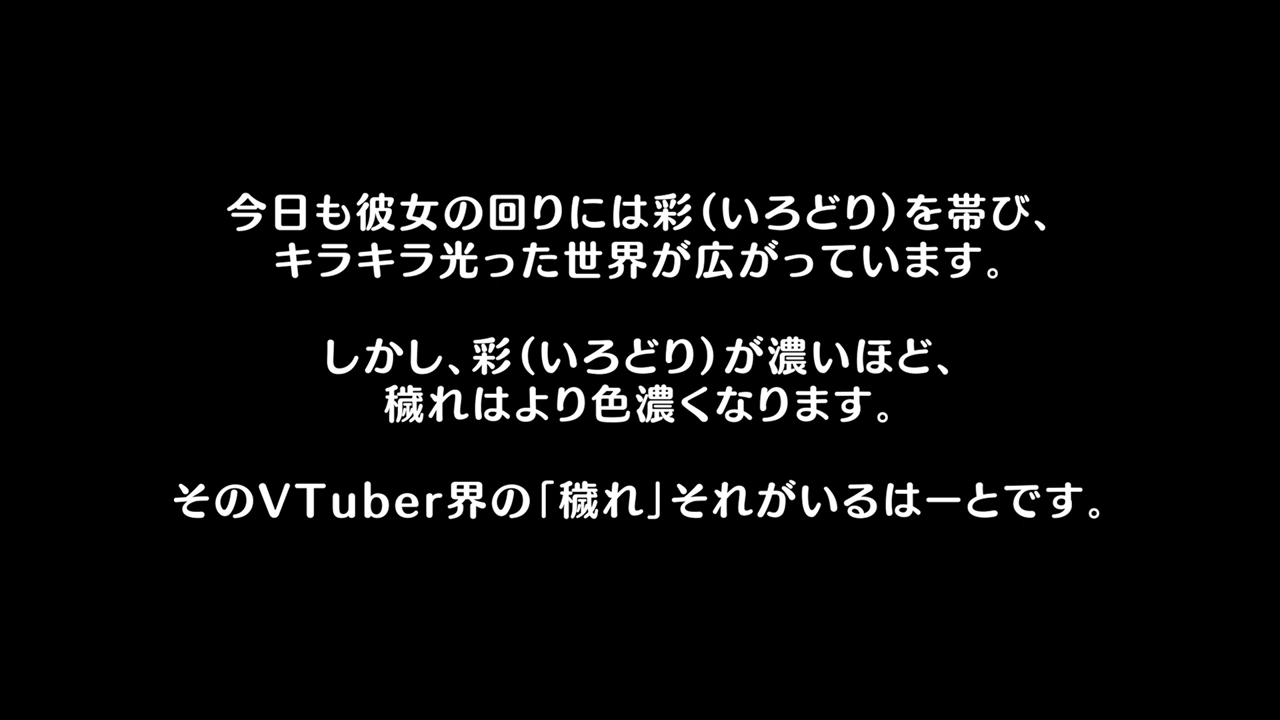 今日も彼女の回りには彩（いろどり）を帯び、
キラキラ光った世界が広がっています。
しかし、彩（いろどり）が濃いほど、
穢れはより色濃くなります。
そのVTuber界の「穢れ」それがいるはーとです。